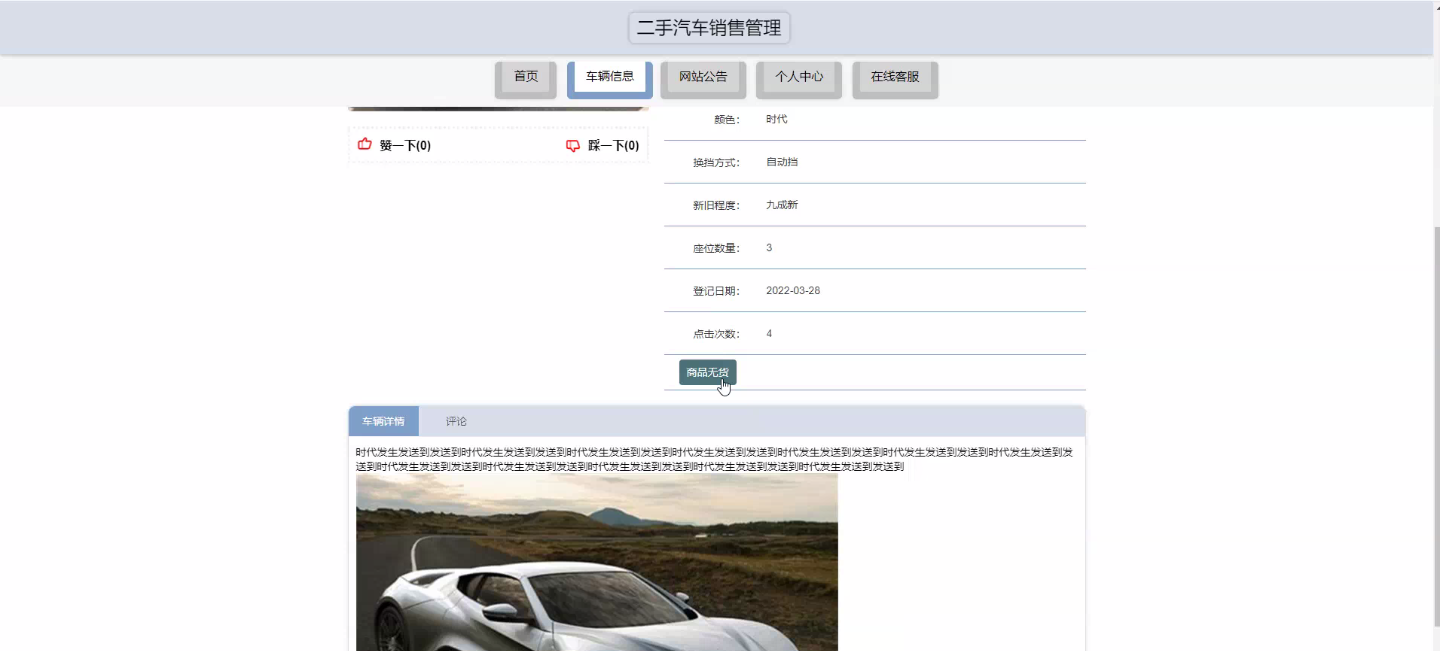 二手汽车销售管理
首页 车辆信息 网站公告 个人中心 在线客服
颜色： 时代
赞一下(0) 踩一下(0)
换挡方式： 自动挡
新旧程度： 九成新
座位数量： 3
登记日期： 2022-03-28
点击次数： 4
商品无货
车辆详情 评论
时代发生发送到发送到时代发生发送到发送到时代发生发送到发送到时代发生发送到发送到时代发生发送到发送到时代发生发送到发送到时代发生发送到发
送到时代发生发送到发送到时代发生发送到发送到时代发生发送到发送到时代发生发送到发送到时代发生发送到发送到